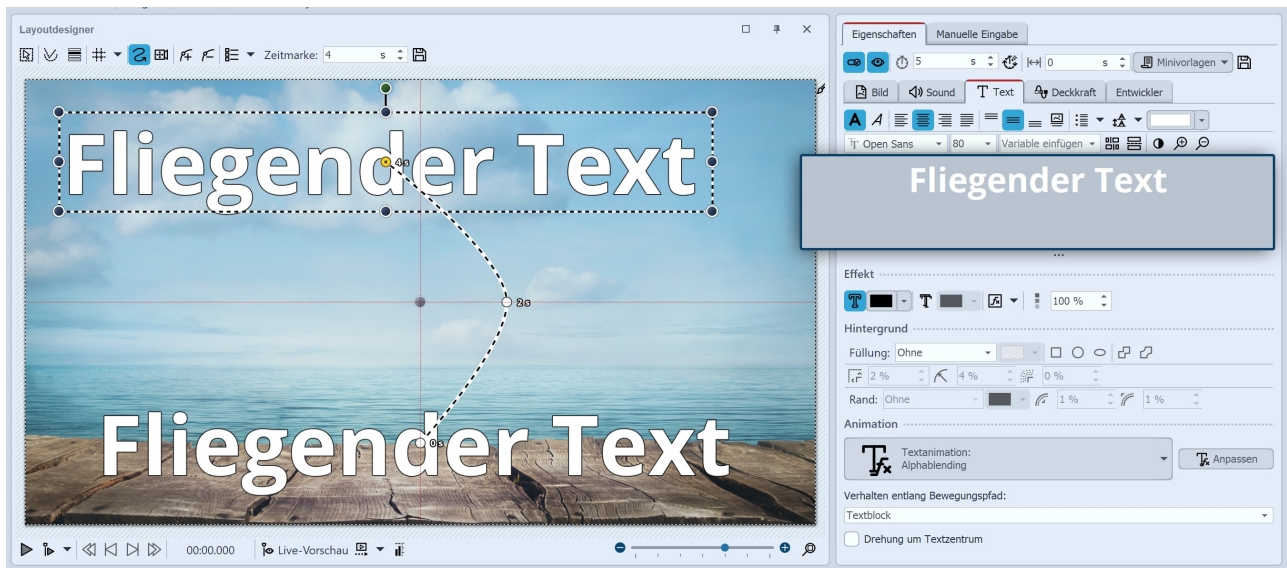 Layoutdesigner
Zeitmarke: 4 s
Fliegender Text
4s
2s
Fliegender Text
0s
00:00.000 Live-Vorschau
Eigenschaften Manuelle Eingabe
5 s 0 s Minivorlagen
Bild Sound Text Deckkraft Entwickler
Open Sans 80 Variable einfügen
Fliegender Text
Effekt
100 %
Hintergrund
Füllung: Ohne
2 % 4 % 0 %
Rand: Ohne 1 % 1 %
Animation
Textanimation:
Alphablending
Anpassen
Verhalten entlang Bewegungspfad:
Textblock
Drehung um Textzentrum